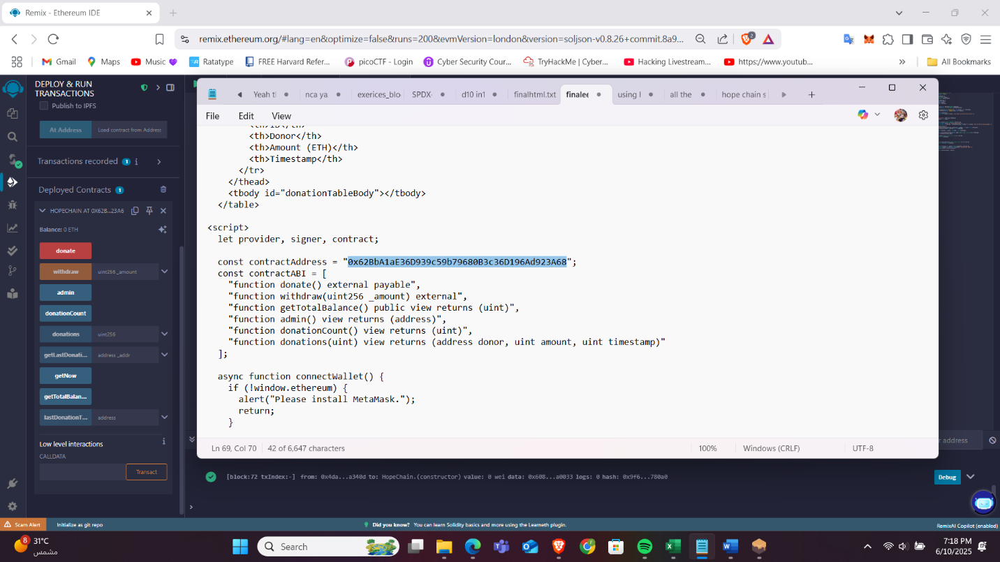 Remix - Ethereum IDE
remix.ethereum.org/#lang=en&optimize=false&runs=200&evmVersion=london&version=soljson-v0.8.26+commit.8a9...
2
Gmail
Maps
Music 💜
Ratatype
FREE Harvard Refer...
picoCTF - Login
Cyber Security Cour...
TryHackMe | Cyber...
Hacking Livestream...
https://www.youtub...
»
All Bookmarks
DEPLOY & RUN
TRANSACTIONS
Publish to IPFS
At Address
Load contract from Address
Transactions recorded 1 i
Deployed Contracts 1
HOPECHAIN AT 0X62B...23A6
Balance: 0 ETH
donate
withdraw
uint256 _amount
admin
donationCount
donations
uint256
getLastDonati...
address _addr
getNow
getTotalBalan...
lastDonationT...
address
Low level interactions
i
CALLDATA
Transact
Yeah t
nca ya
exerices_blo
SPDX-
d10 in1
finalhtml.txt
finale
using l
all the
hope chain s
File
Edit
View
<th>ID</th>
<th>Donor</th>
<th>Amount (ETH)</th>
<th>Timestamp</th>
</tr>
</thead>
<tbody id="donationTableBody"></tbody>
</table>
<script>
let provider, signer, contract;
const contractAddress = "0x62BbA1aE36D939c59b79680B3c36D196Ad923A68";
const contractABI = [
"function donate() external payable",
"function withdraw(uint256 _amount) external",
"function getTotalBalance() public view returns (uint)",
"function admin() view returns (address)",
"function donationCount() view returns (uint)",
"function donations(uint) view returns (address donor, uint amount, uint timestamp)"
];
async function connectWallet() {
if (!window.ethereum) {
alert("Please install MetaMask.");
return;
}
Ln 69, Col 70
42 of 6,647 characters
100%
Windows (CRLF)
UTF-8
r address
[block:72 txIndex:-] from: 0x4da...a340d to: HopeChain.(constructor) value: 0 wei data: 0x608...a0033 logs: 0 hash: 0x9f6...780a0
Debug
>
Scam Alert
Initialize as git repo
Did you know? You can learn Solidity basics and more using the Learneth plugin.
RemixAI Copilot (enabled)
8
31°C
مشمس
Search
7:18 PM
6/10/2025